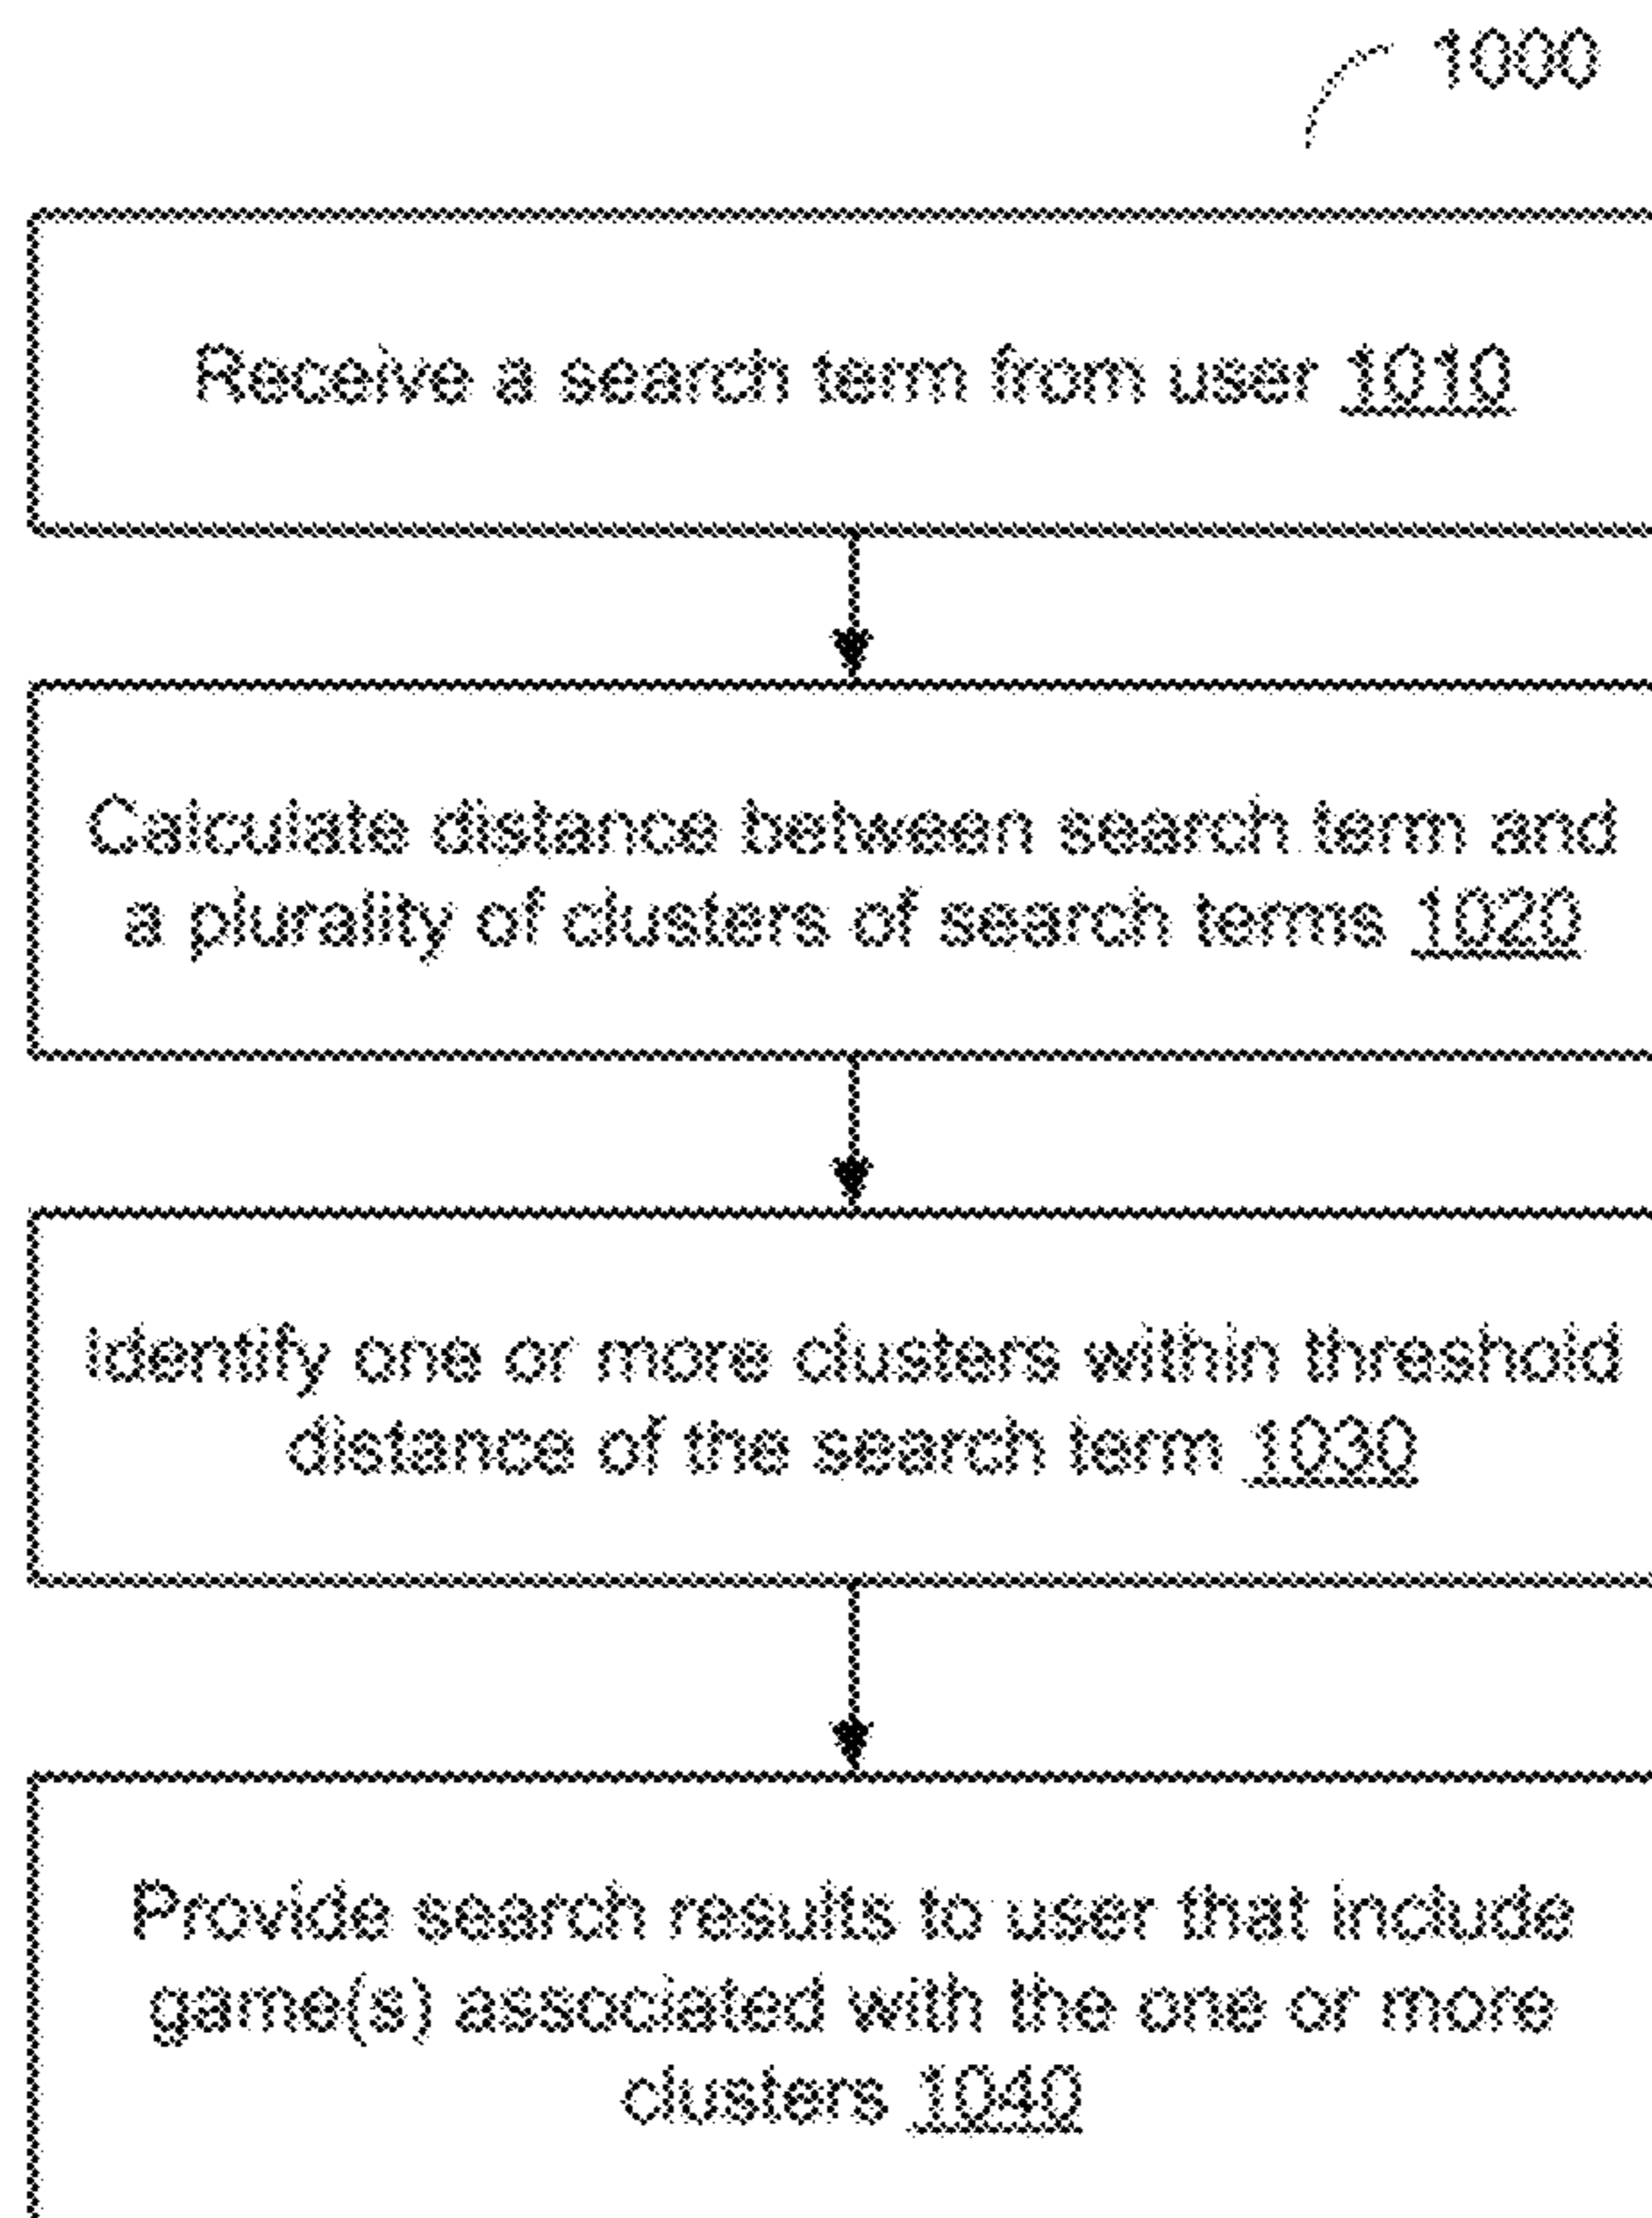 1000
Receive a search term from user 1010
Calculate distance between search term and
a plurality of clusters of search terms 1020
Identify one or more clusters within threshold
distance of the search term 1030
Provide search results to user that include
game(s) associated with the one or more
clusters 1040